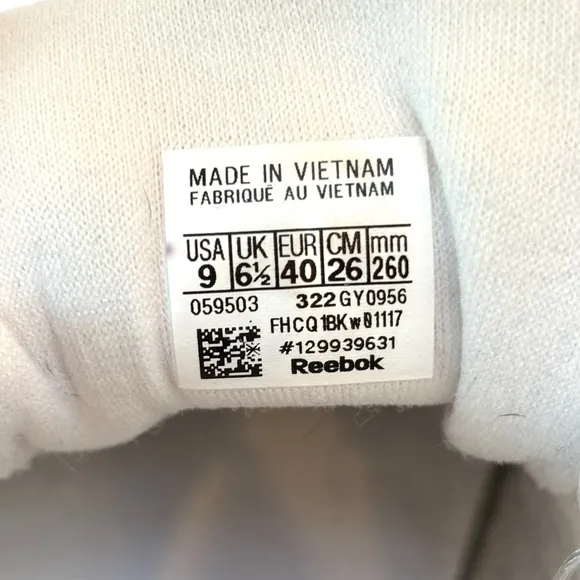 MADE IN VIETNAM
FABRIQUÉ AU VIETNAM
USA UK EUR CM mm
9 6½ 40 26 260
059503 322 GY0956
FHCQ1BKw01117
#129939631
Reebok